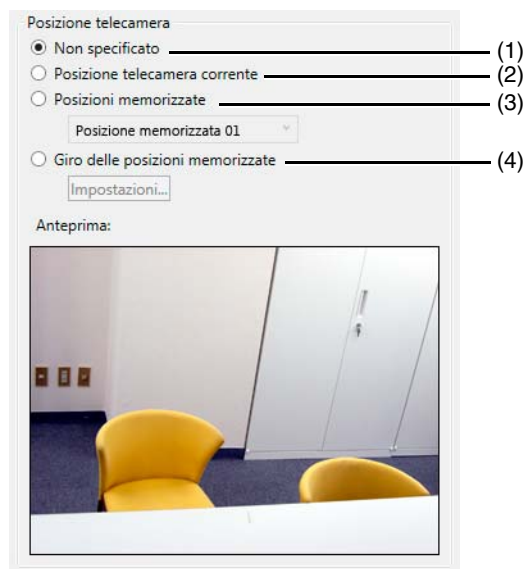 Posizione telecamera
Non specificato (1)
Posizione telecamera corrente (2)
Posizioni memorizzate (3)
Posizione memorizzata 01
Giro delle posizioni memorizzate (4)
Impostazioni...
Anteprima: